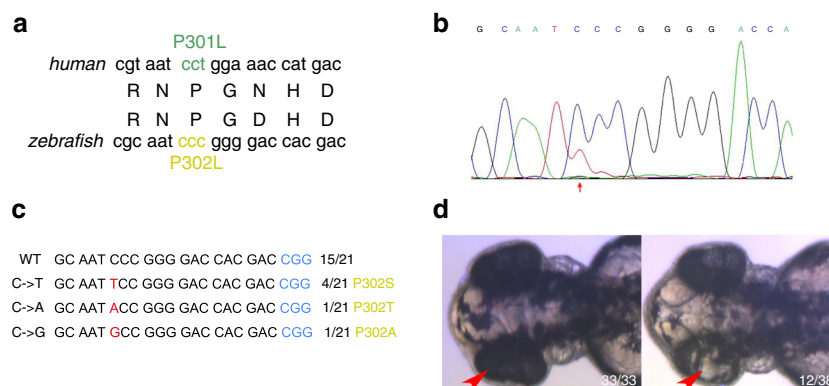 a
P301L
human cgt aat cct gga aac cat gac
R N P G N H D
R N P G D H D
zebrafish cgc aat ccc ggg gac cac gac
P302L
b
G C A A T C C C G G G G A C C A
c
WT GC AAT CCC GGG GAC CAC GAC CGG 15/21
C->T GC AAT TCC GGG GAC CAC GAC CGG 4/21 P302S
C->A GC AAT ACC GGG GAC CAC GAC CGG 1/21 P302T
C->G GC AAT GCC GGG GAC CAC GAC CGG 1/21 P302A
d
33/33
12/38